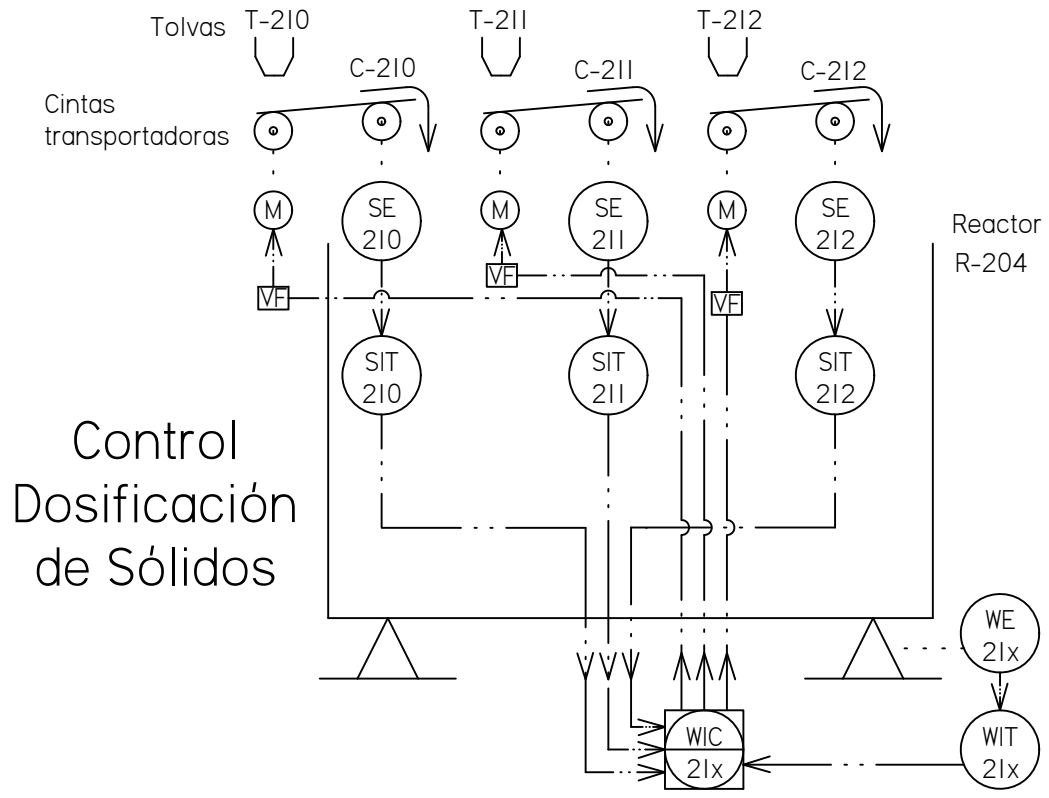 Tolvas T-210 T-211 T-212
C-210 C-211 C-212
Cintas
transportadoras
M M M
SE SE SE
210 211 212
Reactor
R-204
VF VF VF
SIT SIT SIT
210 211 212
Control
Dosificación
de Sólidos
WE
21x
WIC WIT
21x 21x